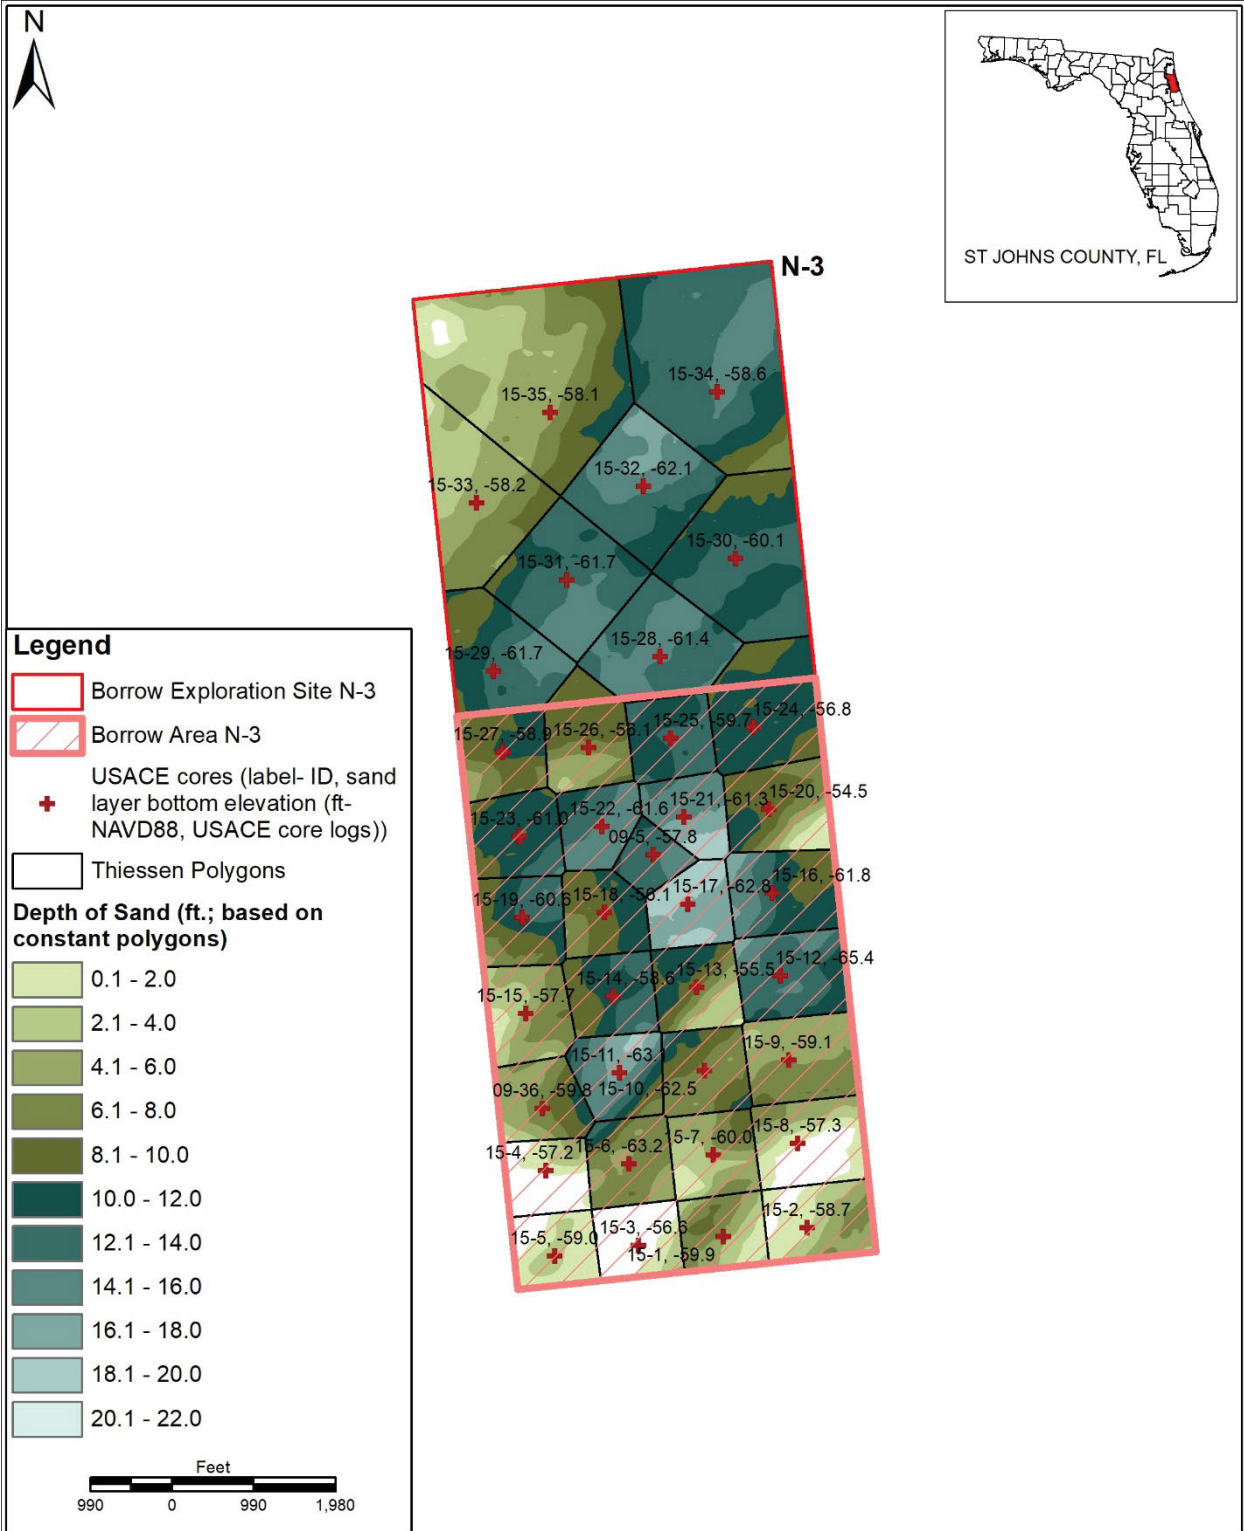 N
ST JOHNS COUNTY, FL
N-3
15-34, -58.6
15-35, -58.1
15-32, -62.1
15-33, -58.2
15-30, -60.1
15-31, -61.7
15-28, -61.4
15-29, -61.7
15-24, -56.8
15-25, -59.7
15-26, -56.1
15-27, -58.9
15-20, -54.5
15-21, -61.3
15-22, -61.6
15-23, -61.0
09-5, -57.8
15-16, -61.8
15-17, -62.8
15-18, -56.1
15-19, -60.6
15-12, -65.4
15-13, -55.5
15-14, -58.6
15-15, -57.7
15-9, -59.1
15-11, -63.1
15-10, -62.5
09-36, -59.8
15-8, -57.3
15-7, -60.0
15-6, -63.2
15-4, -57.2
15-2, -58.7
15-3, -56.6
15-5, -59.0
15-1, -59.9
Legend
Borrow Exploration Site N-3
Borrow Area N-3
USACE cores (label- ID, sand
layer bottom elevation (ft-
NAVD88, USACE core logs))
Thiessen Polygons
Depth of Sand (ft.; based on
constant polygons)
0.1 - 2.0
2.1 - 4.0
4.1 - 6.0
6.1 - 8.0
8.1 - 10.0
10.0 - 12.0
12.1 - 14.0
14.1 - 16.0
16.1 - 18.0
18.1 - 20.0
20.1 - 22.0
Feet
990 0 990 1,980